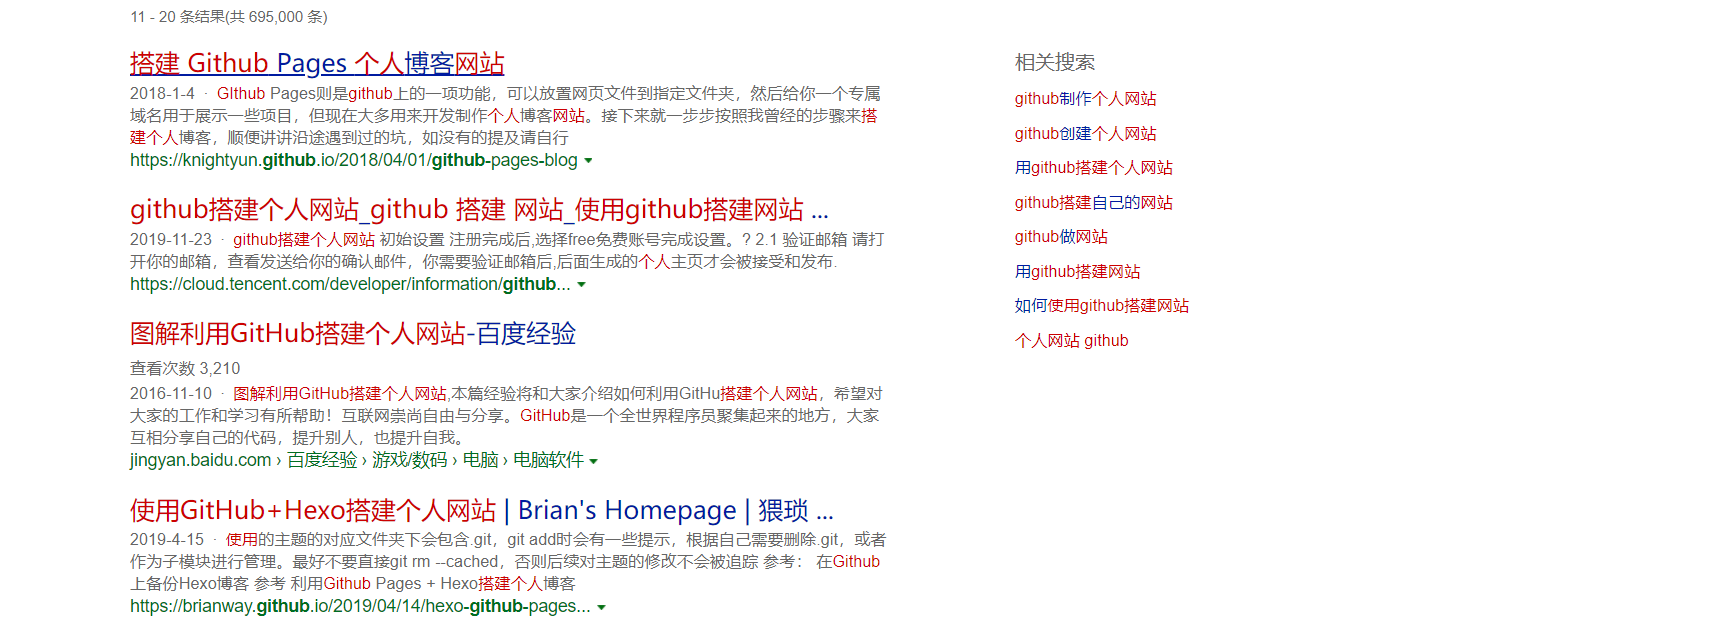 11 - 20 条结果(共 695,000 条)
搭建 Github Pages 个人博客网站
2018-1-4 · GIthub Pages则是github上的一项功能，可以放置网页文件到指定文件夹，然后给你一个专属
域名用于展示一些项目，但现在大多用来开发制作个人博客网站。接下来就一步步按照我曾经的步骤来搭
建个人博客，顺便讲讲沿途遇到过的坑，如没有的提及请自行
https://knightyun.github.io/2018/04/01/github-pages-blog
github搭建个人网站_github 搭建 网站_使用github搭建网站 ...
2019-11-23 · github搭建个人网站 初始设置 注册完成后,选择free免费账号完成设置。? 2.1 验证邮箱 请打
开你的邮箱，查看发送给你的确认邮件，你需要验证邮箱后,后面生成的个人主页才会被接受和发布.
https://cloud.tencent.com/developer/information/github...
图解利用GitHub搭建个人网站-百度经验
查看次数 3,210
2016-11-10 · 图解利用GitHub搭建个人网站,本篇经验将和大家介绍如何利用GitHu搭建个人网站，希望对
大家的工作和学习有所帮助！互联网崇尚自由与分享。GitHub是一个全世界程序员聚集起来的地方，大家
互相分享自己的代码，提升别人，也提升自我。
jingyan.baidu.com › 百度经验 › 游戏/数码 › 电脑 › 电脑软件
使用GitHub+Hexo搭建个人网站 | Brian's Homepage | 猥琐 ...
2019-4-15 · 使用的主题的对应文件夹下会包含.git，git add时会有一些提示，根据自己需要删除.git，或者
作为子模块进行管理。最好不要直接git rm --cached，否则后续对主题的修改不会被追踪 参考： 在Github
上备份Hexo博客 参考 利用Github Pages + Hexo搭建个人博客
https://brianway.github.io/2019/04/14/hexo-github-pages...
相关搜索
github制作个人网站
github创建个人网站
用github搭建个人网站
github搭建自己的网站
github做网站
用github搭建网站
如何使用github搭建网站
个人网站 github